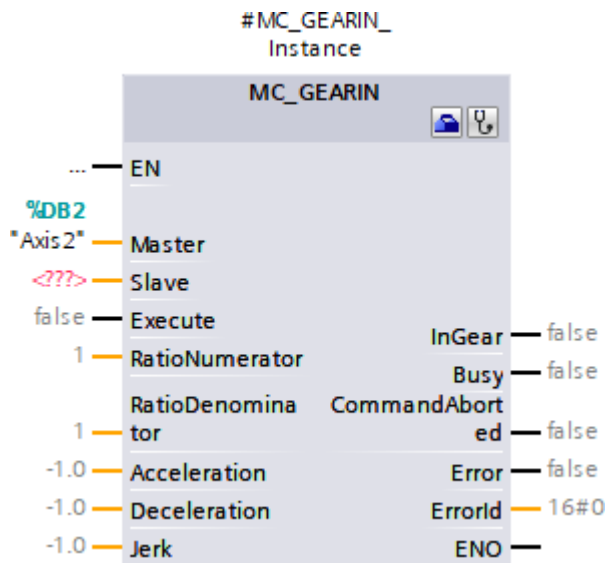 #MC_GEARIN_
Instance
MC_GEARIN
... EN
%DB2
"Axis2" Master
<???> Slave
false Execute
InGear false
1 RatioNumerator
Busy false
RatioDenomina CommandAbort
1 tor ed false
-1.0 Acceleration Error false
-1.0 Deceleration ErrorId 16#0
-1.0 Jerk ENO